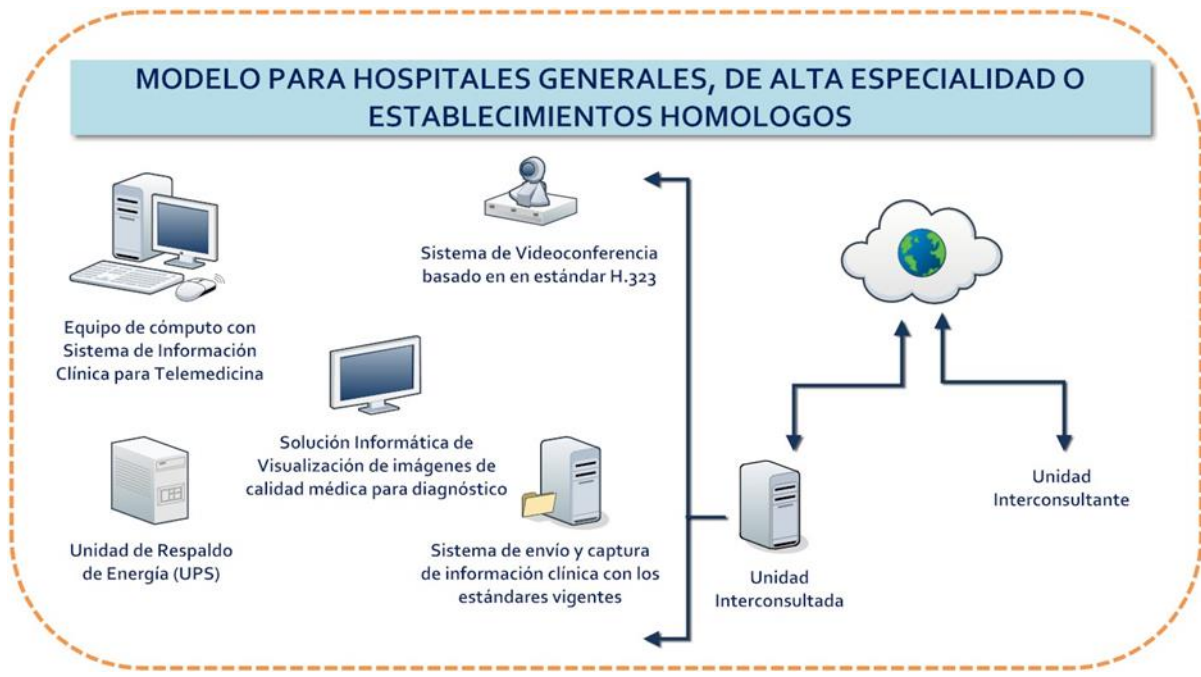 MODELO PARA HOSPITALES GENERALES, DE ALTA ESPECIALIDAD O
ESTABLECIMIENTOS HOMOLOGOS
Equipo de cómputo con
Sistema de Información
Clínica para Telemedicina
Sistema de Videoconferencia
basado en en estándar H.323
Solución Informática de
Visualización de imágenes de
calidad médica para diagnóstico
Unidad de Respaldo
de Energía (UPS)
Sistema de envío y captura
de información clínica con los
estándares vigentes
Unidad
Interconsultada
Unidad
Interconsultante